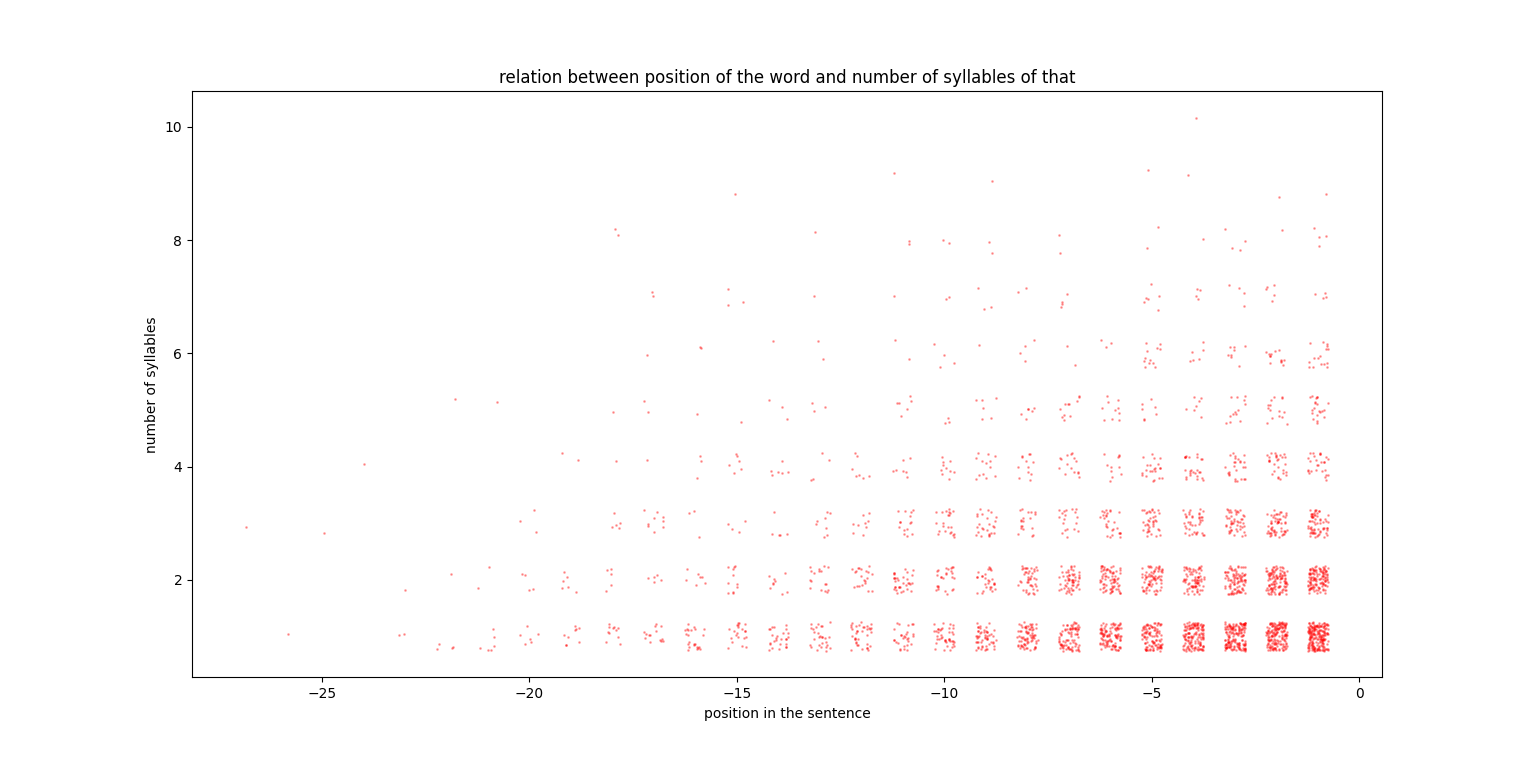 relation between position of the word and number of syllables of that
10
8
6
4
2
number of syllables
−25 −20 −15 −10 −5 0
position in the sentence